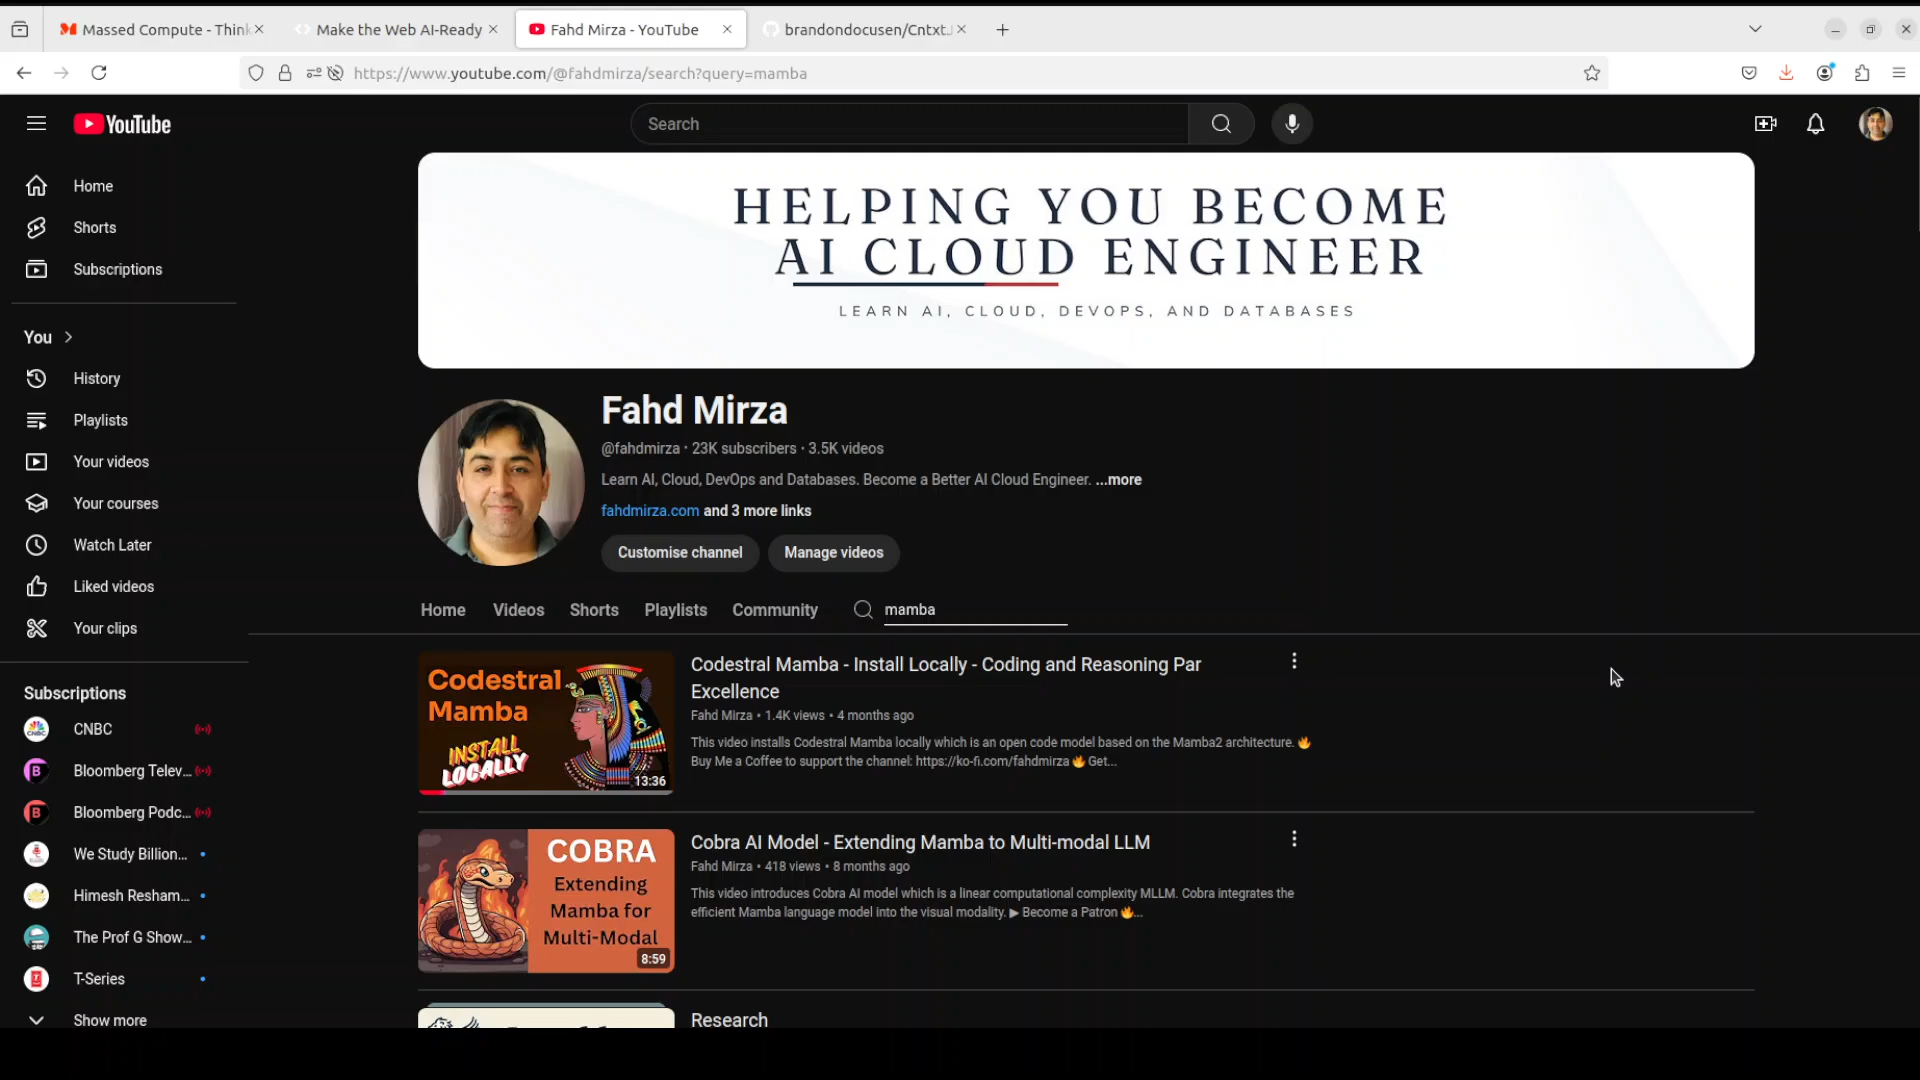 Massed Compute - Think
Make the Web AI-Ready
Fahd Mirza - YouTube
brandondocusen/Cntxt
https://www.youtube.com/@fahdmirza/search?query=mamba
YouTube
Search
Home
Shorts
Subscriptions
You
History
Playlists
Your videos
Your courses
Watch Later
Liked videos
Your clips
Subscriptions
CNBC
Bloomberg Telev...
Bloomberg Podc...
We Study Billion...
Himesh Resham...
The Prof G Show...
T-Series
Show more
HELPING YOU BECOME
AI CLOUD ENGINEER
LEARN AI, CLOUD, DEVOPS, AND DATABASES
Fahd Mirza
@fahdmirza • 23K subscribers • 3.5K videos
Learn AI, Cloud, DevOps and Databases. Become a Better AI Cloud Engineer. ...more
fahdmirza.com and 3 more links
Customise channel Manage videos
Home Videos Shorts Playlists Community mamba
Codestral
Mamba
INSTALL
LOCALLY
13:36
Codestral Mamba - Install Locally - Coding and Reasoning Par
Excellence
Fahd Mirza • 1.4K views • 4 months ago
This video installs Codestral Mamba locally which is an open code model based on the Mamba2 architecture. 🔥
Buy Me a Coffee to support the channel: https://ko-fi.com/fahdmirza 🔥 Get...
COBRA
Extending
Mamba for
Multi-Modal
8:59
Cobra AI Model - Extending Mamba to Multi-modal LLM
Fahd Mirza • 418 views • 8 months ago
This video introduces Cobra AI model which is a linear computational complexity MLLM. Cobra integrates the
efficient Mamba language model into the visual modality. ▶ Become a Patron 🔥...
Research